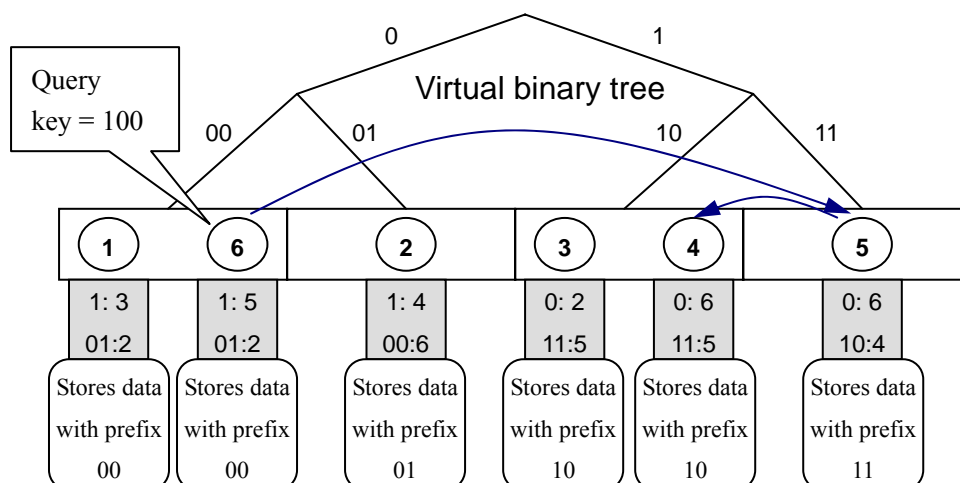 0
1
Query
key = 100
Virtual binary tree
00
01
10
11
1
6
2
3
4
5
1: 3
1: 5
1: 4
0: 2
0: 6
0: 6
01:2
01:2
00:6
11:5
11:5
10:4
Stores data
with prefix
00
Stores data
with prefix
00
Stores data
with prefix
01
Stores data
with prefix
10
Stores data
with prefix
10
Stores data
with prefix
11